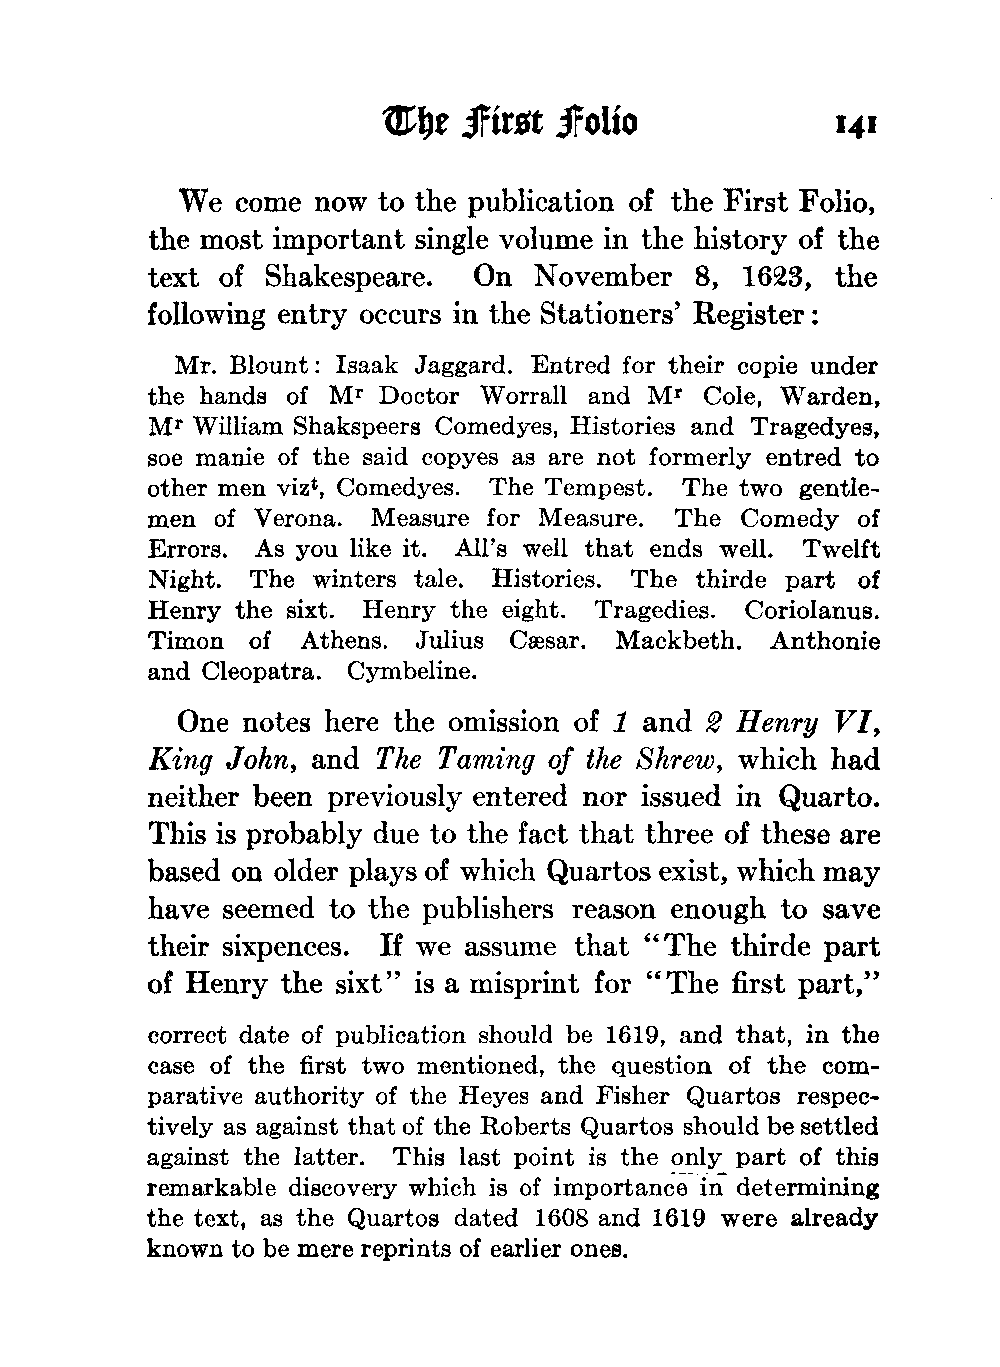 The First Folio 141
We come now to the publication of the First Folio,
the most important single volume in the history of the
text of Shakespeare. On November 8, 1623, the
following entry occurs in the Stationers' Register:
Mr. Blount: Isaak Jaggard. Entred for their copie under
the hands of Mʳ Doctor Worrall and Mʳ Cole, Warden,
Mʳ William Shakspeers Comedyes, Histories and Tragedyes,
soe manie of the said copyes as are not formerly entred to
other men vizᵗ, Comedyes. The Tempest. The two gentle-
men of Verona. Measure for Measure. The Comedy of
Errors. As you like it. All's well that ends well. Twelft
Night. The winters tale. Histories. The thirde part of
Henry the sixt. Henry the eight. Tragedies. Coriolanus.
Timon of Athens. Julius Cæsar. Mackbeth. Anthonie
and Cleopatra. Cymbeline.
One notes here the omission of 1 and 2 Henry VI,
King John, and The Taming of the Shrew, which had
neither been previously entered nor issued in Quarto.
This is probably due to the fact that three of these are
based on older plays of which Quartos exist, which may
have seemed to the publishers reason enough to save
their sixpences. If we assume that "The thirde part
of Henry the sixt" is a misprint for "The first part,"
correct date of publication should be 1619, and that, in the
case of the first two mentioned, the question of the com-
parative authority of the Heyes and Fisher Quartos respec-
tively as against that of the Roberts Quartos should be settled
against the latter. This last point is the only part of this
remarkable discovery which is of importance in determining
the text, as the Quartos dated 1608 and 1619 were already
known to be mere reprints of earlier ones.